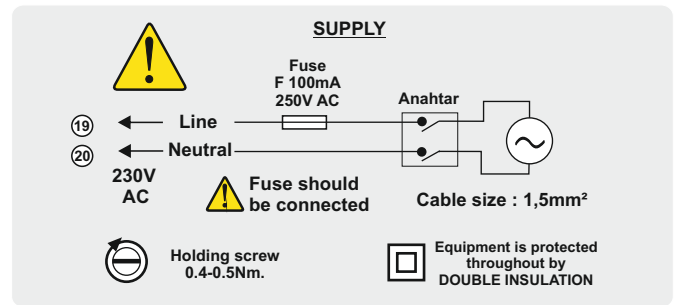 SUPPLY
Fuse
F 100mA
250V AC
Anahtar
19
Line
20
Neutral
230V
AC
Fuse should
be connected
Cable size : 1,5mm²
Holding screw
0.4-0.5Nm.
Equipment is protected
throughout by
DOUBLE INSULATION